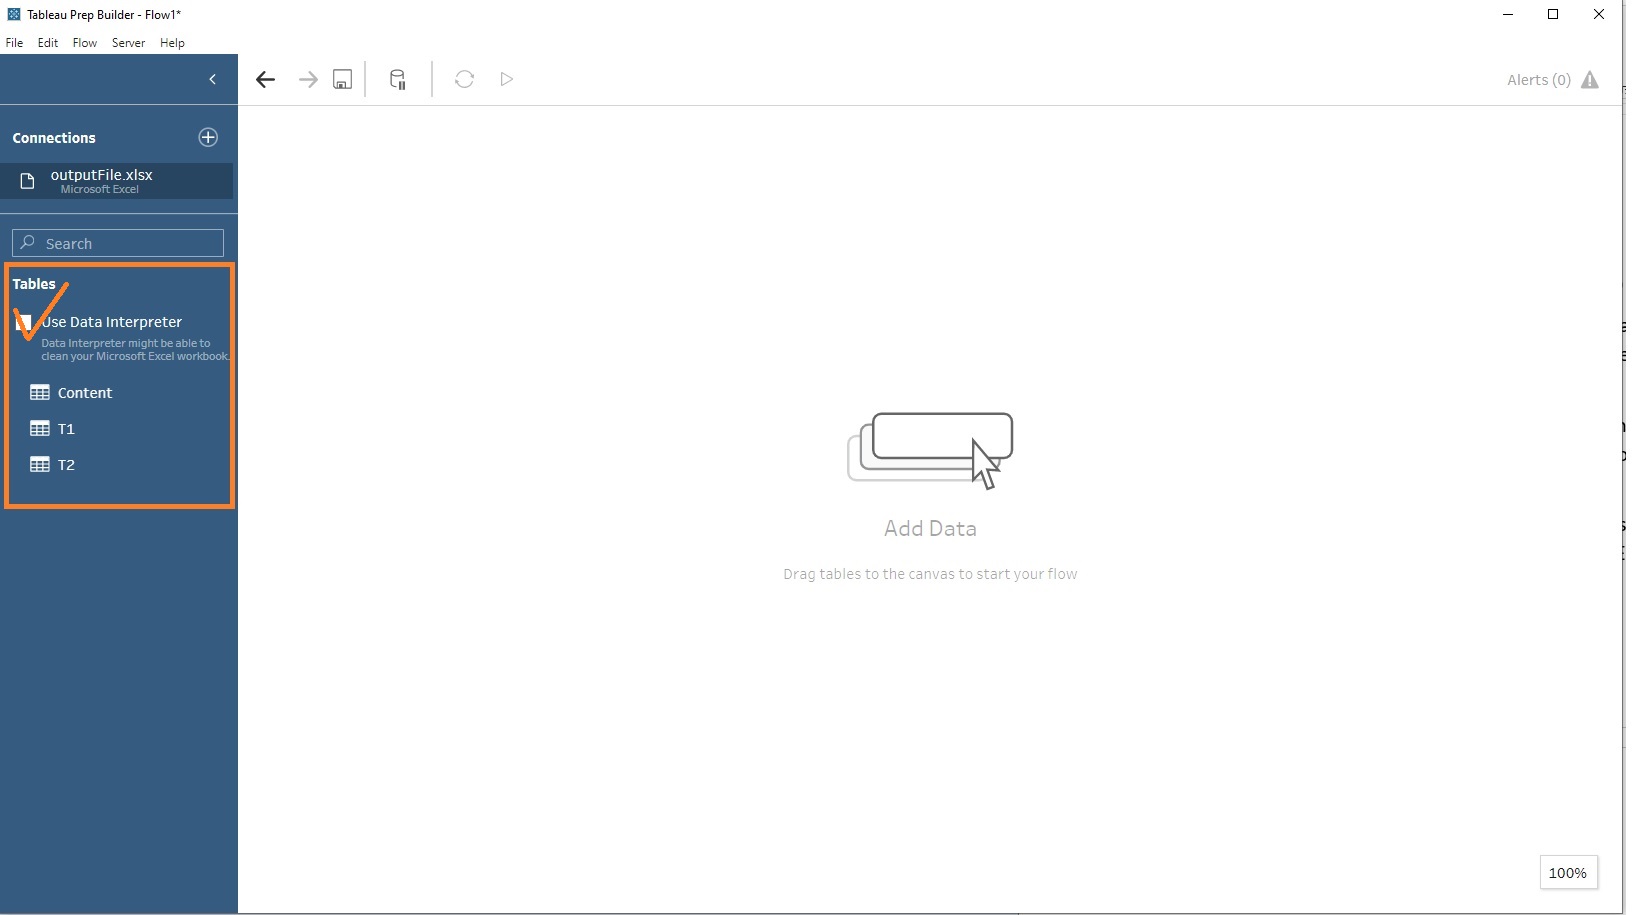 Tableau Prep Builder - Flow1*
File Edit Flow Server Help
Alerts (0)
Connections
outputFile.xlsx
Microsoft Excel
Search
Tables
Use Data Interpreter
Data Interpreter might be able to
clean your Microsoft Excel workbook.
Content
T1
T2
Add Data
Drag tables to the canvas to start your flow
100%